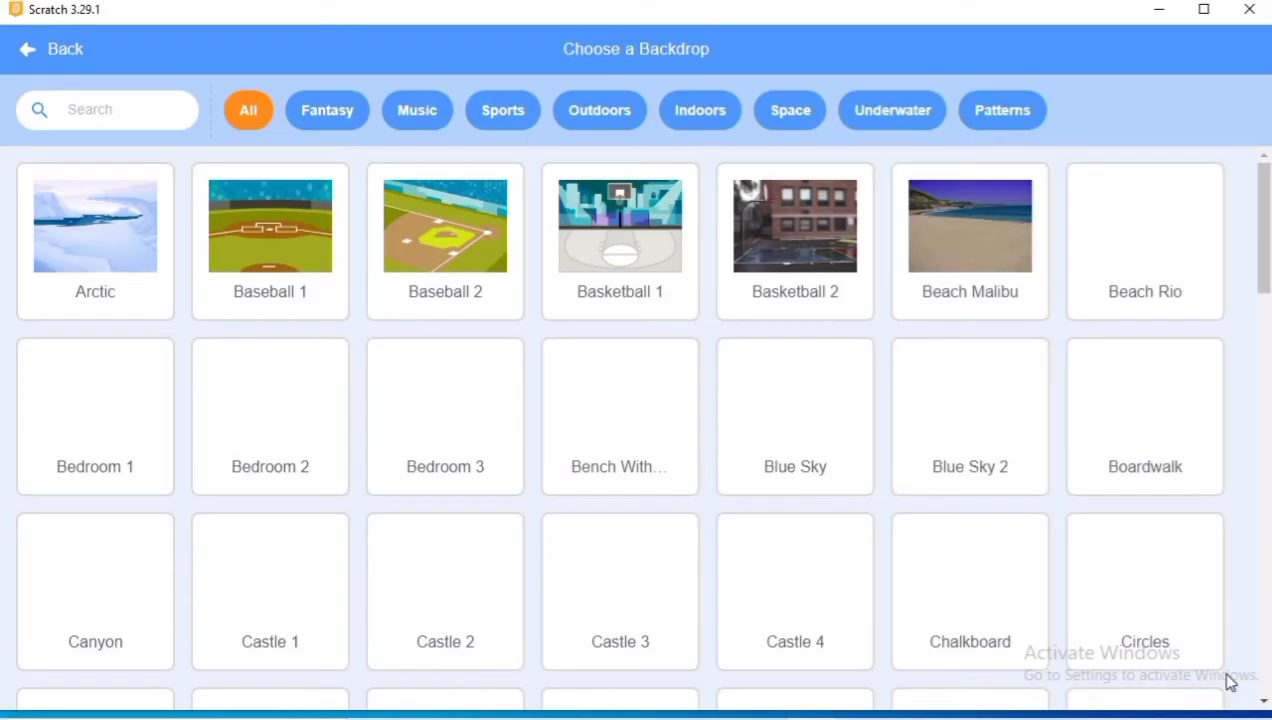 Scratch 3.29.1
Back
Choose a Backdrop
Search
All Fantasy Music Sports Outdoors Indoors Space Underwater Patterns
Arctic Baseball 1 Baseball 2 Basketball 1 Basketball 2 Beach Malibu Beach Rio
Bedroom 1 Bedroom 2 Bedroom 3 Bench With... Blue Sky Blue Sky 2 Boardwalk
Canyon Castle 1 Castle 2 Castle 3 Castle 4 Chalkboard Circles
Activate Windows
Go to Settings to activate Windows.